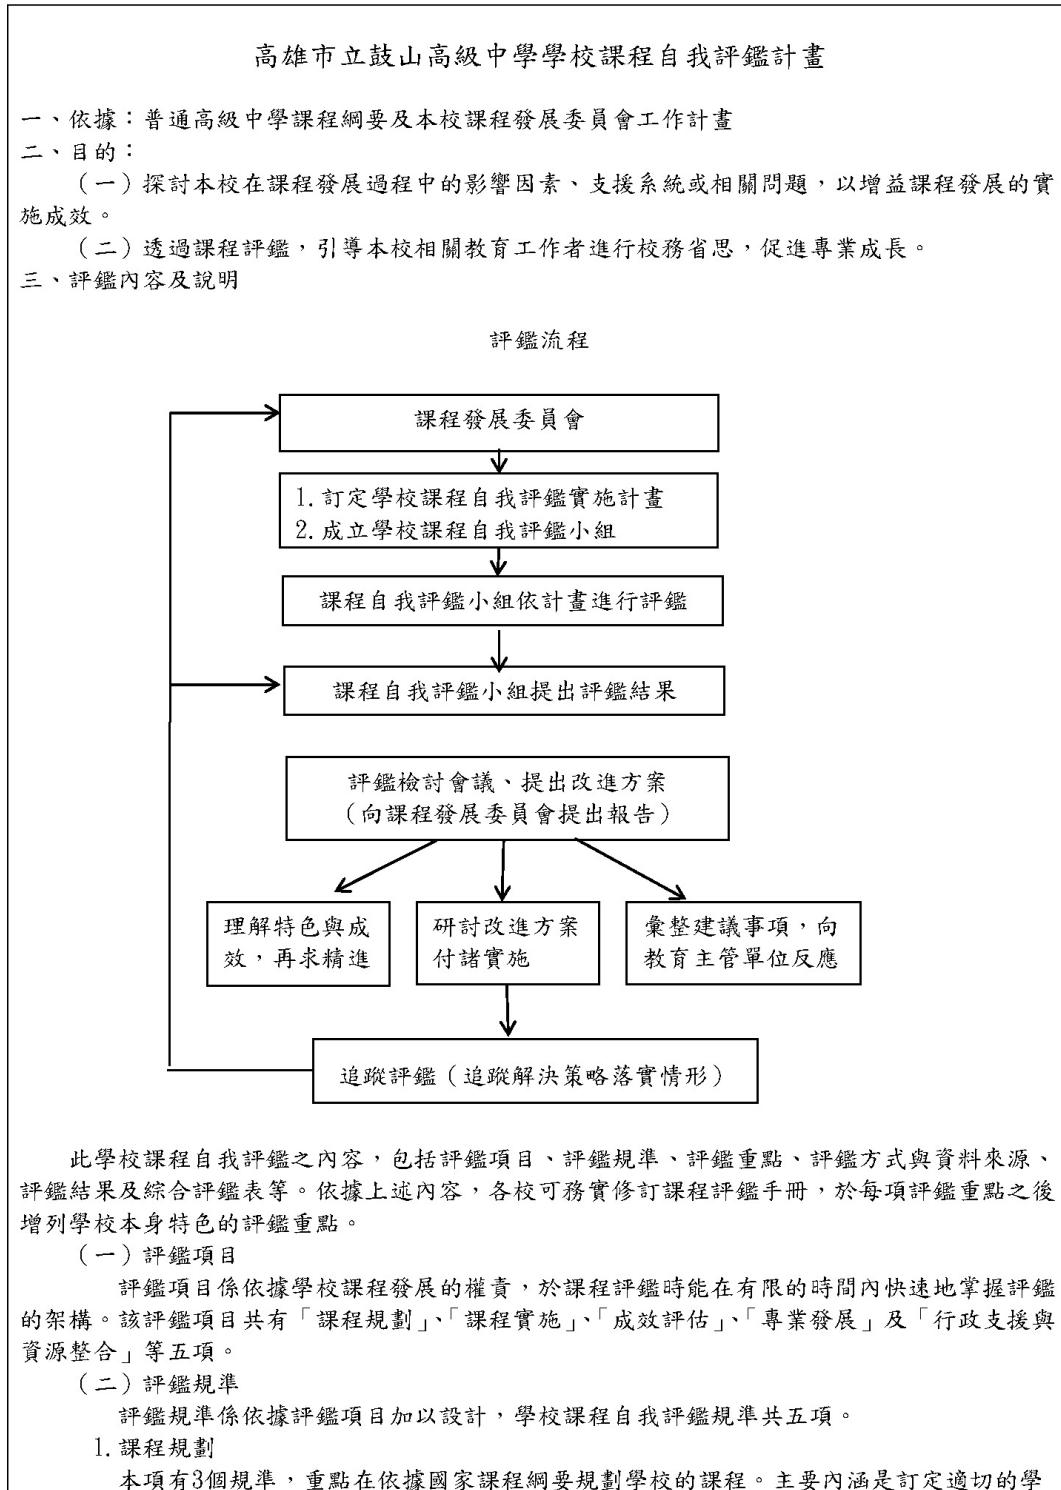 高雄市立鼓山高級中學學校課程自我評鑑計畫
一、依據：普通高級中學課程綱要及本校課程發展委員會工作計畫
二、目的：
（一）探討本校在課程發展過程中的影響因素、支援系統或相關問題，以增益課程發展的實
施成效。
（二）透過課程評鑑，引導本校相關教育工作者進行校務省思，促進專業成長。
三、評鑑內容及說明
評鑑流程
課程發展委員會
1.訂定學校課程自我評鑑實施計畫
2.成立學校課程自我評鑑小組
課程自我評鑑小組依計畫進行評鑑
課程自我評鑑小組提出評鑑結果
評鑑檢討會議、提出改進方案
（向課程發展委員會提出報告）
理解特色與成
效，再求精進
研討改進方案
付諸實施
彙整建議事項，向
教育主管單位反應
追蹤評鑑（追蹤解決策略落實情形）
此學校課程自我評鑑之內容，包括評鑑項目、評鑑規準、評鑑重點、評鑑方式與資料來源、
評鑑結果及綜合評鑑表等。依據上述內容，各校可務實修訂課程評鑑手冊，於每項評鑑重點之後
增列學校本身特色的評鑑重點。
（一）評鑑項目
評鑑項目係依據學校課程發展的權責，於課程評鑑時能在有限的時間內快速地掌握評鑑
的架構。該評鑑項目共有「課程規劃」、「課程實施」、「成效評估」、「專業發展」及「行政支援與
資源整合」等五項。
（二）評鑑規準
評鑑規準係依據評鑑項目加以設計，學校課程自我評鑑規準共五項。
1.課程規劃
本項有3個規準，重點在依據國家課程綱要規劃學校的課程。主要內涵是訂定適切的學